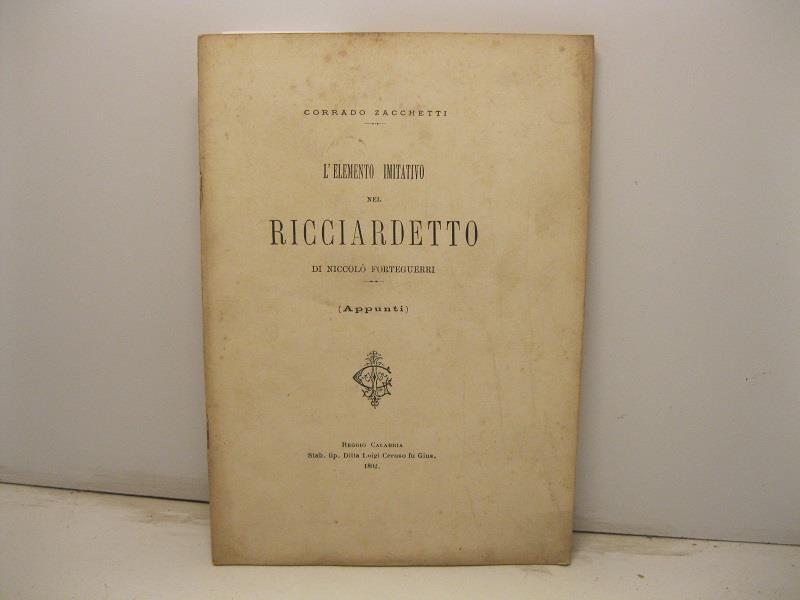 CORRADO ZACCHETTI
L'ELEMENTO IMITATIVO
NEL
RICCIARDETTO
DI NICCOLÒ FORTEGUERRI
(Appunti)
REGGIO CALABRIA
Stab. tip. Ditta Luigi Ceruso fu Gius.
1892.